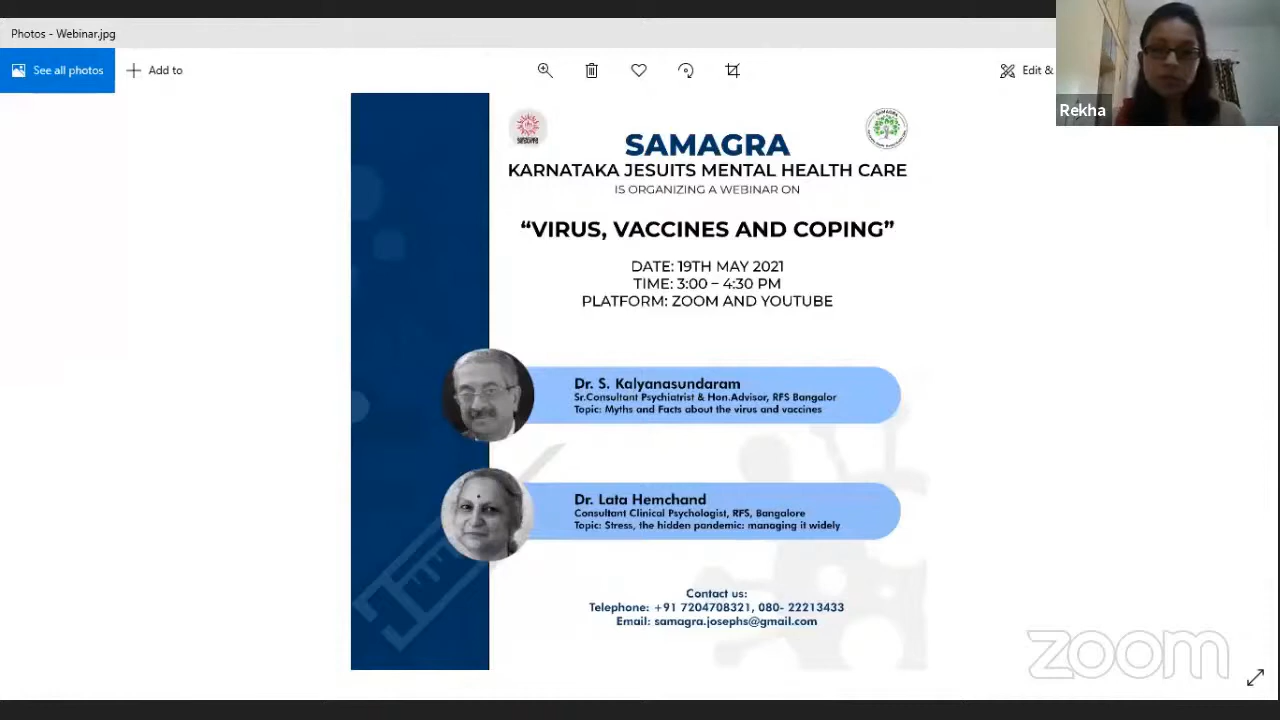 Photos - Webinar.jpg
See all photos
Add to
Edit &
Rekha
SAMAGRA
KARNATAKA JESUITS MENTAL HEALTH CARE
IS ORGANIZING A WEBINAR ON
“VIRUS, VACCINES AND COPING”
DATE: 19TH MAY 2021
TIME: 3:00 – 4:30 PM
PLATFORM: ZOOM AND YOUTUBE
Dr. S. Kalyanasundaram
Sr.Consultant Psychiatrist & Hon.Advisor, RFS Bangalor
Topic: Myths and Facts about the virus and vaccines
Dr. Lata Hemchand
Consultant Clinical Psychologist, RFS, Bangalore
Topic: Stress, the hidden pandemic: managing it widely
Contact us:
Telephone: +91 7204708321, 080- 22213433
Email: samagra.josephs@gmail.com
zoom